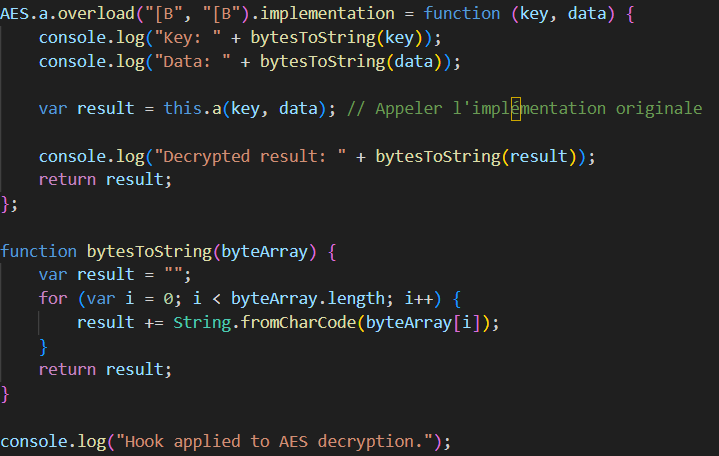 AES.a.overload("[B", "[B").implementation = function (key, data) {
    console.log("Key: " + bytesToString(key));
    console.log("Data: " + bytesToString(data));

    var result = this.a(key, data); // Appeler l'implémentation originale

    console.log("Decrypted result: " + bytesToString(result));
    return result;
};

function bytesToString(byteArray) {
    var result = "";
    for (var i = 0; i < byteArray.length; i++) {
        result += String.fromCharCode(byteArray[i]);
    }
    return result;
}

console.log("Hook applied to AES decryption.");